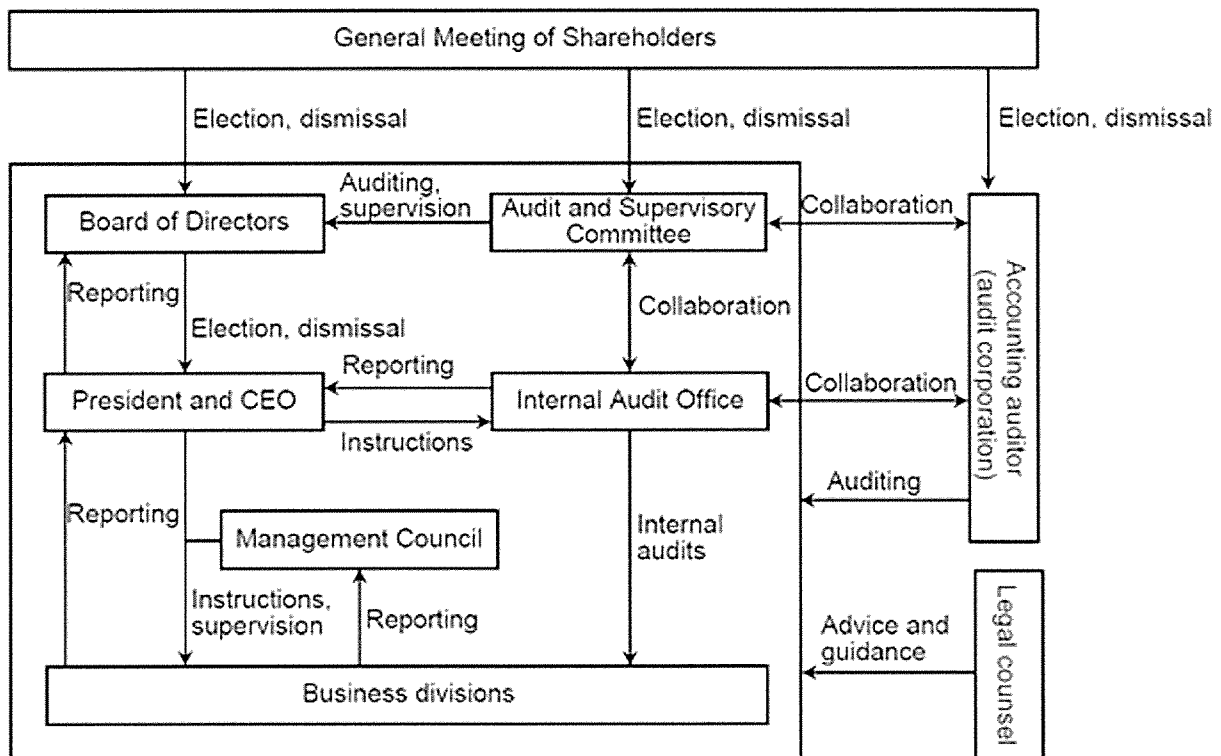 General Meeting of Shareholders
Election, dismissal
Election, dismissal
Election, dismissal
Board of Directors
Auditing,
supervision
Audit and Supervisory
Committee
Collaboration
Accounting auditor
(audit corporation)
Reporting
Election, dismissal
Collaboration
President and CEO
Reporting
Instructions
Internal Audit Office
Collaboration
Auditing
Reporting
Management Council
Internal
audits
Instructions,
supervision
Reporting
Advice and
guidance
Legal counsel
Business divisions